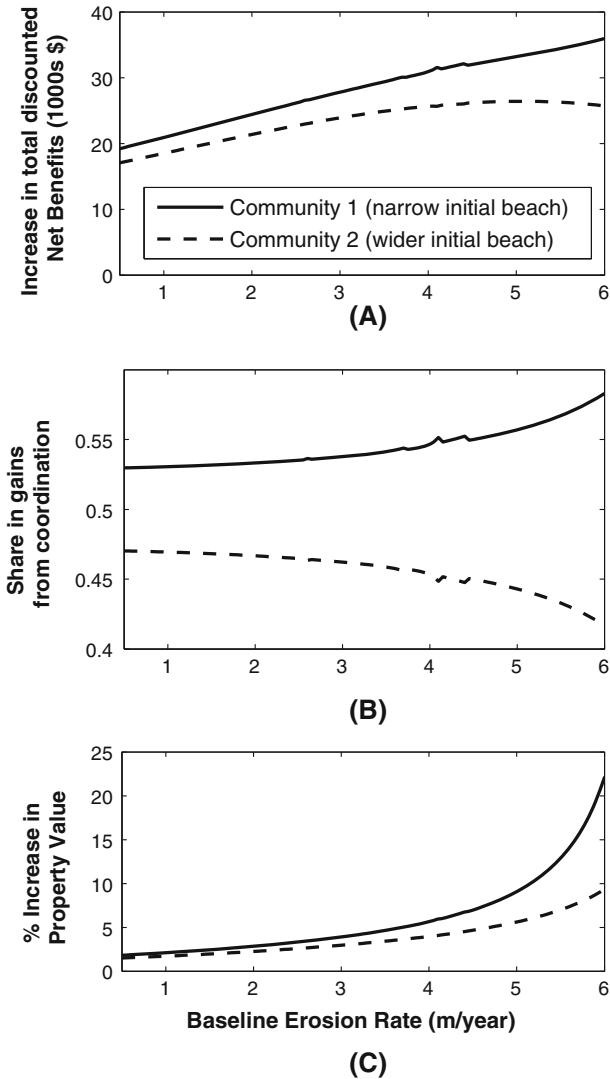 Increase in total discounted
Net Benefits (1000s $)
40
30
20
10
0
Community 1 (narrow initial beach)
Community 2 (wider initial beach)
1 2 3 4 5 6
(A)
Share in gains
from coordination
0.55
0.5
0.45
0.4
1 2 3 4 5 6
(B)
% Increase in
Property Value
25
20
15
10
5
0
1 2 3 4 5 6
Baseline Erosion Rate (m/year)
(C)